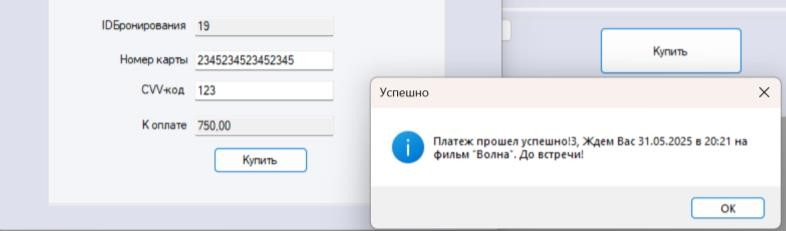 IDБронирования 19
Номер карты 2345234523452345
CVV-код 123
К оплате 750,00
Купить
Купить
Успешно
Платеж прошел успешно!3, Ждем Вас 31.05.2025 в 20:21 на
фильм "Волна". До встречи!
OK